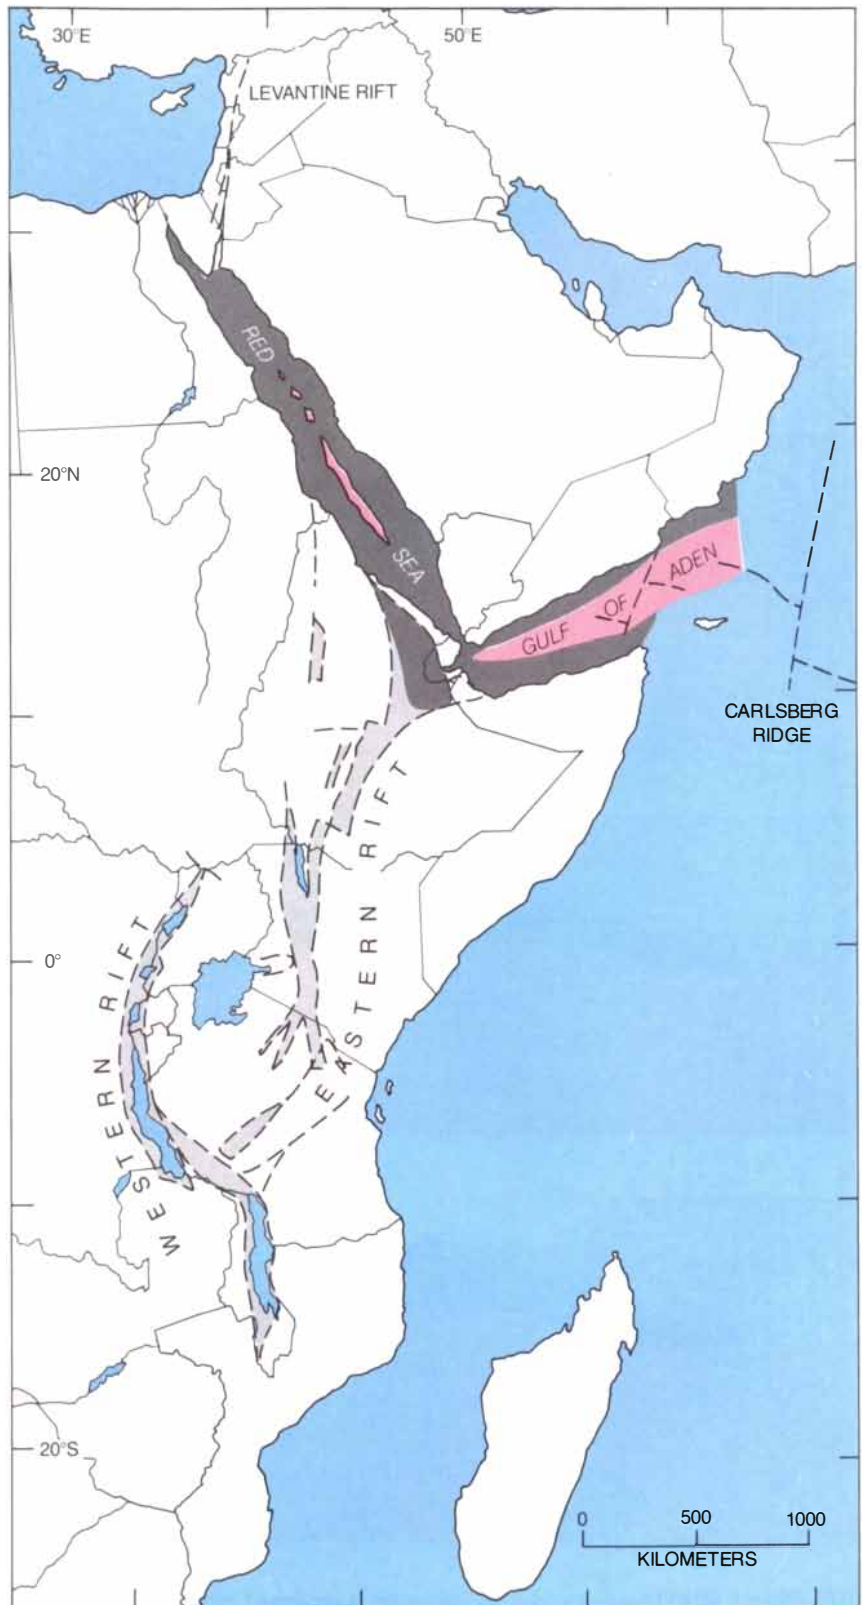 30°E
50°E
LEVANTINE RIFT
RED
SEA
20°N
GULF OF ADEN
CARLSBERG
RIDGE
EASTERN RIFT
WESTERN RIFT
0°
20°S
0 500 1000
KILOMETERS